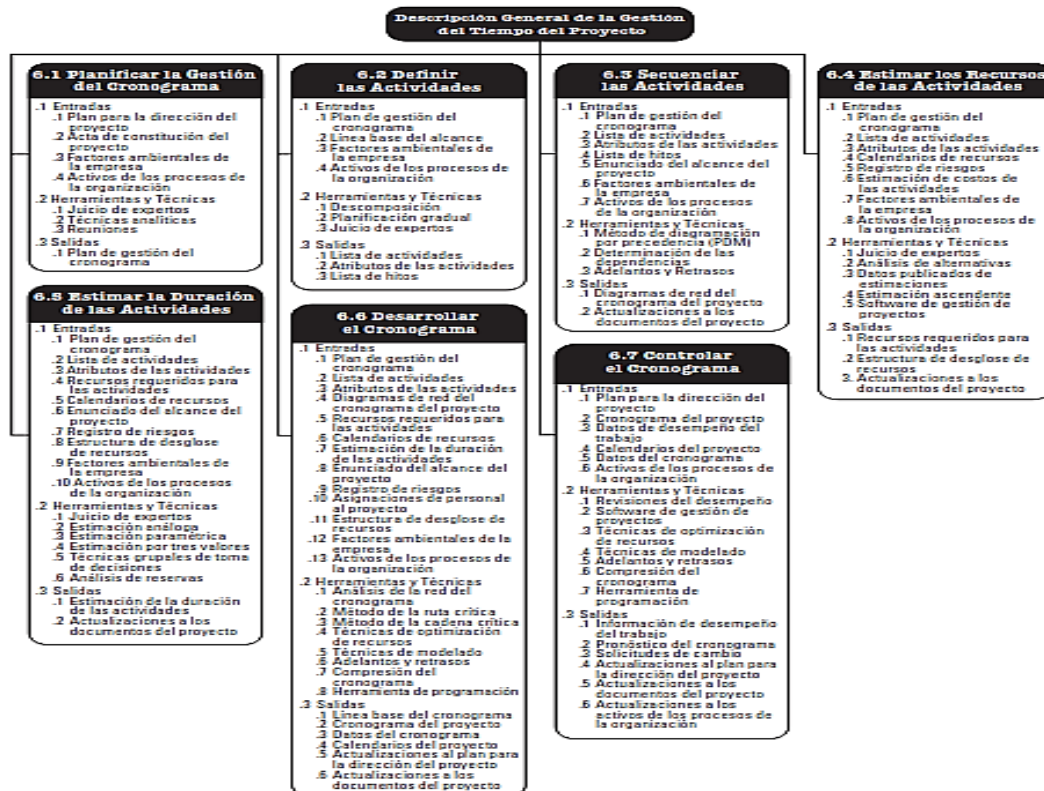 Descripción General de la Gestión
del Tiempo del Proyecto
6.1 Planificar la Gestión
del Cronograma
.1 Entradas
.1 Plan para la dirección del
proyecto
.2 Acta de constitución del
proyecto
.3 Factores ambientales de
la empresa
.4 Activos de los procesos de
la organización
.2 Herramientas y Técnicas
.1 Juicio de expertos
.2 Técnicas analíticas
.3 Reuniones
.3 Salidas
.1 Plan de gestión del
cronograma
6.2 Definir
las Actividades
.1 Entradas
.1 Plan de gestión del
cronograma
.2 Línea base del alcance
.3 Factores ambientales de
la empresa
.4 Activos de los procesos de
la organización
.2 Herramientas y Técnicas
.1 Descomposición
.2 Planificación gradual
.3 Juicio de expertos
.3 Salidas
.1 Lista de actividades
.2 Atributos de las actividades
.3 Lista de hitos
6.3 Secuenciar
las Actividades
.1 Entradas
.1 Plan de gestión del
cronograma
.2 Lista de actividades
.3 Atributos de las actividades
.4 Lista de hitos
.5 Enunciado del alcance del
proyecto
.6 Factores ambientales de
la empresa
.7 Activos de los procesos
de la organización
.2 Herramientas y Técnicas
.1 Método de diagramación
por precedencia (PDM)
.2 Determinación de las
dependencias
.3 Adelantos y Retrasos
.3 Salidas
.1 Diagramas de red del
cronograma del proyecto
.2 Actualizaciones a los
documentos del proyecto
6.4 Estimar los Recursos
de las Actividades
.1 Entradas
.1 Plan de gestión del
cronograma
.2 Lista de actividades
.3 Atributos de las actividades
.4 Calendarios de recursos
.5 Registro de riesgos
.6 Estimación de costos de
las actividades
.7 Factores ambientales de
la empresa
.8 Activos de los procesos de
la organización
.2 Herramientas y Técnicas
.1 Juicio de expertos
.2 Análisis de alternativas
.3 Datos publicados de
estimaciones
.4 Estimación ascendente
.5 Software de gestión de
proyectos
.3 Salidas
.1 Recursos requeridos para
las actividades
.2 Estructura de desglose de
recursos
3. Actualizaciones a los
documentos del proyecto
6.5 Estimar la Duración
de las Actividades
.1 Entradas
.1 Plan de gestión del
cronograma
.2 Lista de actividades
.3 Atributos de las actividades
.4 Recursos requeridos para
las actividades
.5 Calendarios de recursos
.6 Enunciado del alcance del
proyecto
.7 Registro de riesgos
.8 Estructura de desglose
de recursos
.9 Factores ambientales de
la empresa
.10 Activos de los procesos
de la organización
.2 Herramientas y Técnicas
.1 Juicio de expertos
.2 Estimación análoga
.3 Estimación paramétrica
.4 Estimación por tres valores
.5 Técnicas grupales de toma
de decisiones
.6 Análisis de reservas
.3 Salidas
.1 Estimación de la duración
de las actividades
.2 Actualizaciones a los
documentos del proyecto
6.6 Desarrollar
el Cronograma
.1 Entradas
.1 Plan de gestión del
cronograma
.2 Lista de actividades
.3 Atributos de las actividades
.4 Diagramas de red del
cronograma del proyecto
.5 Recursos requeridos para
las actividades
.6 Calendarios de recursos
.7 Estimación de la duración
de las actividades
.8 Enunciado del alcance del
proyecto
.9 Registro de riesgos
.10 Asignaciones de personal
al proyecto
.11 Estructura de desglose de
recursos
.12 Factores ambientales de la
empresa
.13 Activos de los procesos de
la organización
.2 Herramientas y Técnicas
.1 Análisis de la red del
cronograma
.2 Método de la ruta crítica
.3 Método de la cadena crítica
.4 Técnicas de optimización
de recursos
.5 Técnicas de modelado
.6 Adelantos y retrasos
.7 Compresión del
cronograma
.8 Herramienta de programación
.3 Salidas
.1 Línea base del cronograma
.2 Cronograma del proyecto
.3 Datos del cronograma
.4 Calendarios del proyecto
.5 Actualizaciones al plan para
la dirección del proyecto
.6 Actualizaciones a los
documentos del proyecto
6.7 Controlar
el Cronograma
.1 Entradas
.1 Plan para la dirección del
proyecto
.2 Cronograma del proyecto
.3 Datos de desempeño del
trabajo
.4 Calendarios del proyecto
.5 Datos del cronograma
.6 Activos de los procesos de
la organización
.2 Herramientas y Técnicas
.1 Revisiones del desempeño
.2 Software de gestión de
proyectos
.3 Técnicas de optimización
de recursos
.4 Técnicas de modelado
.5 Adelantos y retrasos
.6 Compresión del
cronograma
.7 Herramienta de
programación
.3 Salidas
.1 Información de desempeño
del trabajo
.2 Pronóstico del cronograma
.3 Solicitudes de cambio
.4 Actualizaciones al plan para
la dirección del proyecto
.5 Actualizaciones a los
documentos del proyecto
.6 Actualizaciones a los
activos de los procesos de
la organización